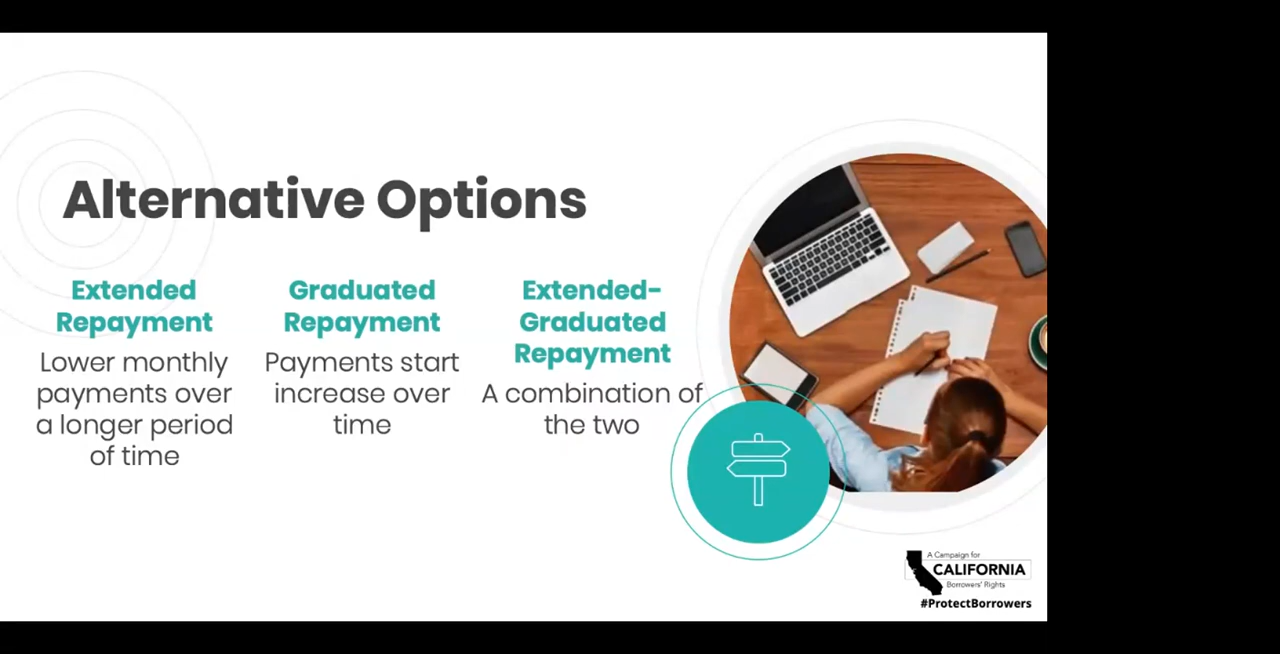 Alternative Options
Extended
Repayment
Lower monthly
payments over
a longer period
of time
Graduated
Repayment
Payments start
increase over
time
Extended-
Graduated
Repayment
A combination of
the two
A Campaign for
CALIFORNIA
Borrowers' Rights
#ProtectBorrowers